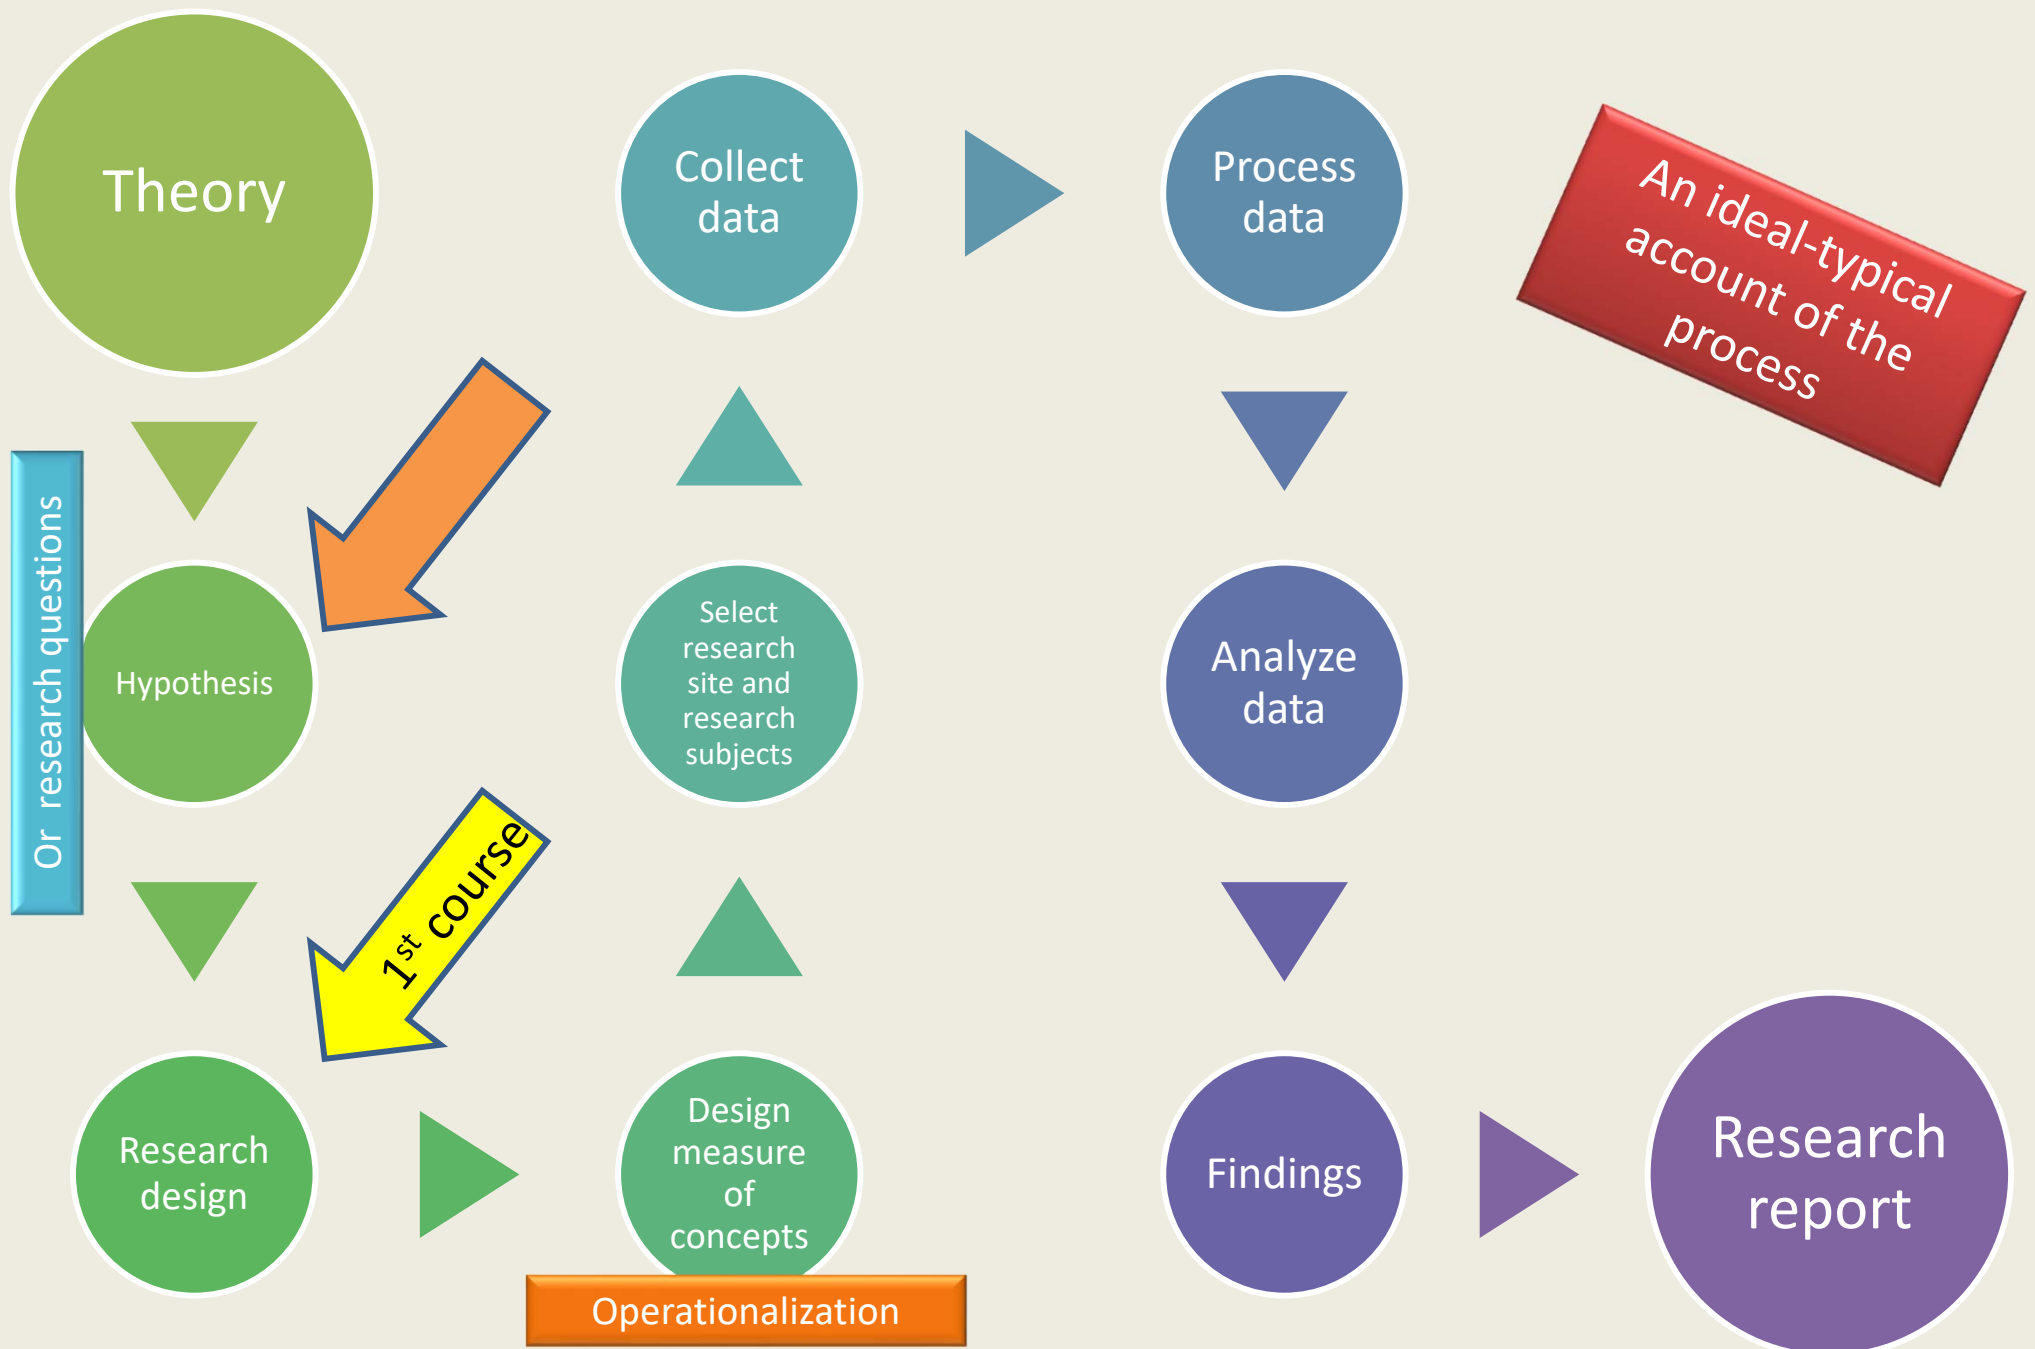 Theory
Or research questions
Hypothesis
1st course
Research
design
Design
measure
of
concepts
Operationalization
Select
research
site and
research
subjects
Collect
data
Process
data
Analyze
data
Findings
Research
report
An ideal-typical
account of the
process